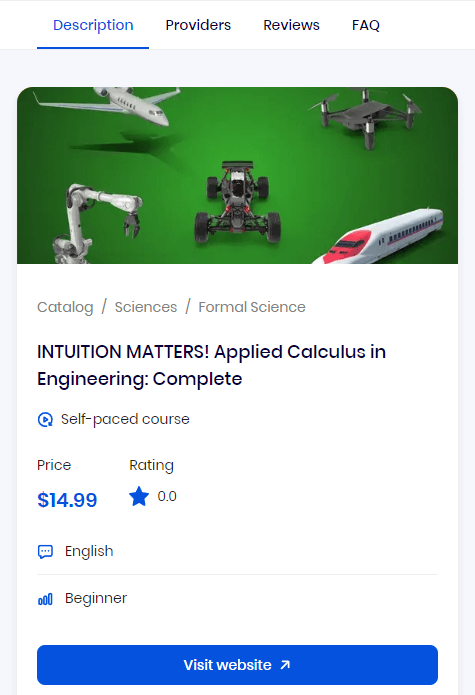 Description Providers Reviews FAQ
Catalog / Sciences / Formal Science
INTUITION MATTERS! Applied Calculus in
Engineering: Complete
Self-paced course
Price Rating
$14.99 0.0
English
Beginner
Visit website